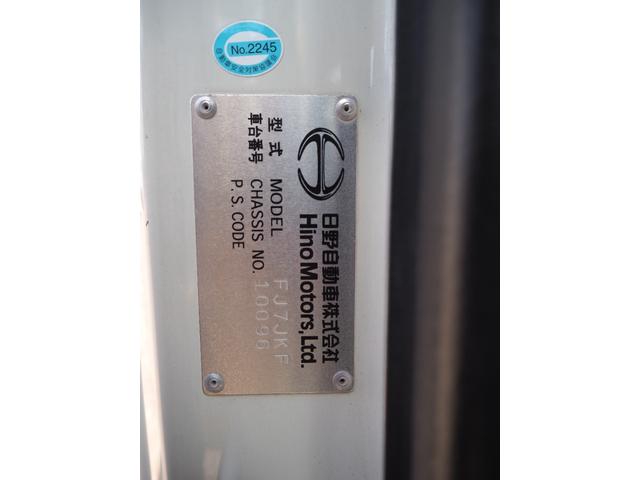 No.2245
日野自動車株式会社
Hino Motors,Ltd.
型式 MODEL FJ7JKF
車台番号 CHASSIS NO. 10096
P.S.CODE